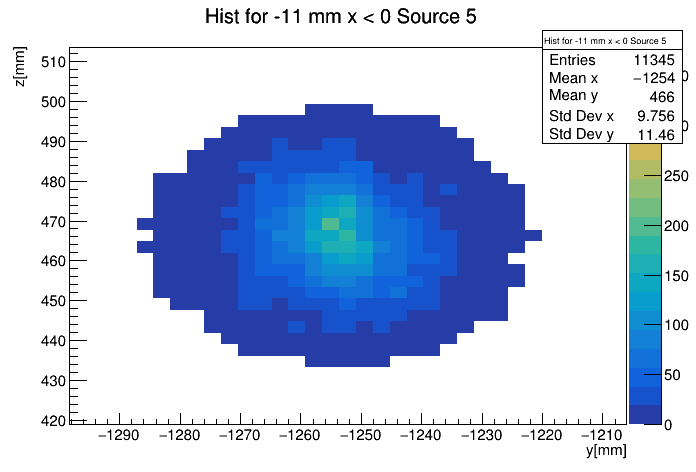 Hist for -11 mm x < 0 Source 5
z[mm]
Hist for -11 mm x < 0 Source 5
Entries 11345
Mean x −1254
Mean y 466
Std Dev x 9.756
Std Dev y 11.46
510
500
490
480
470
460
450
440
430
420
250
200
150
100
50
0
−1290 −1280 −1270 −1260 −1250 −1240 −1230 −1220 −1210
y[mm]